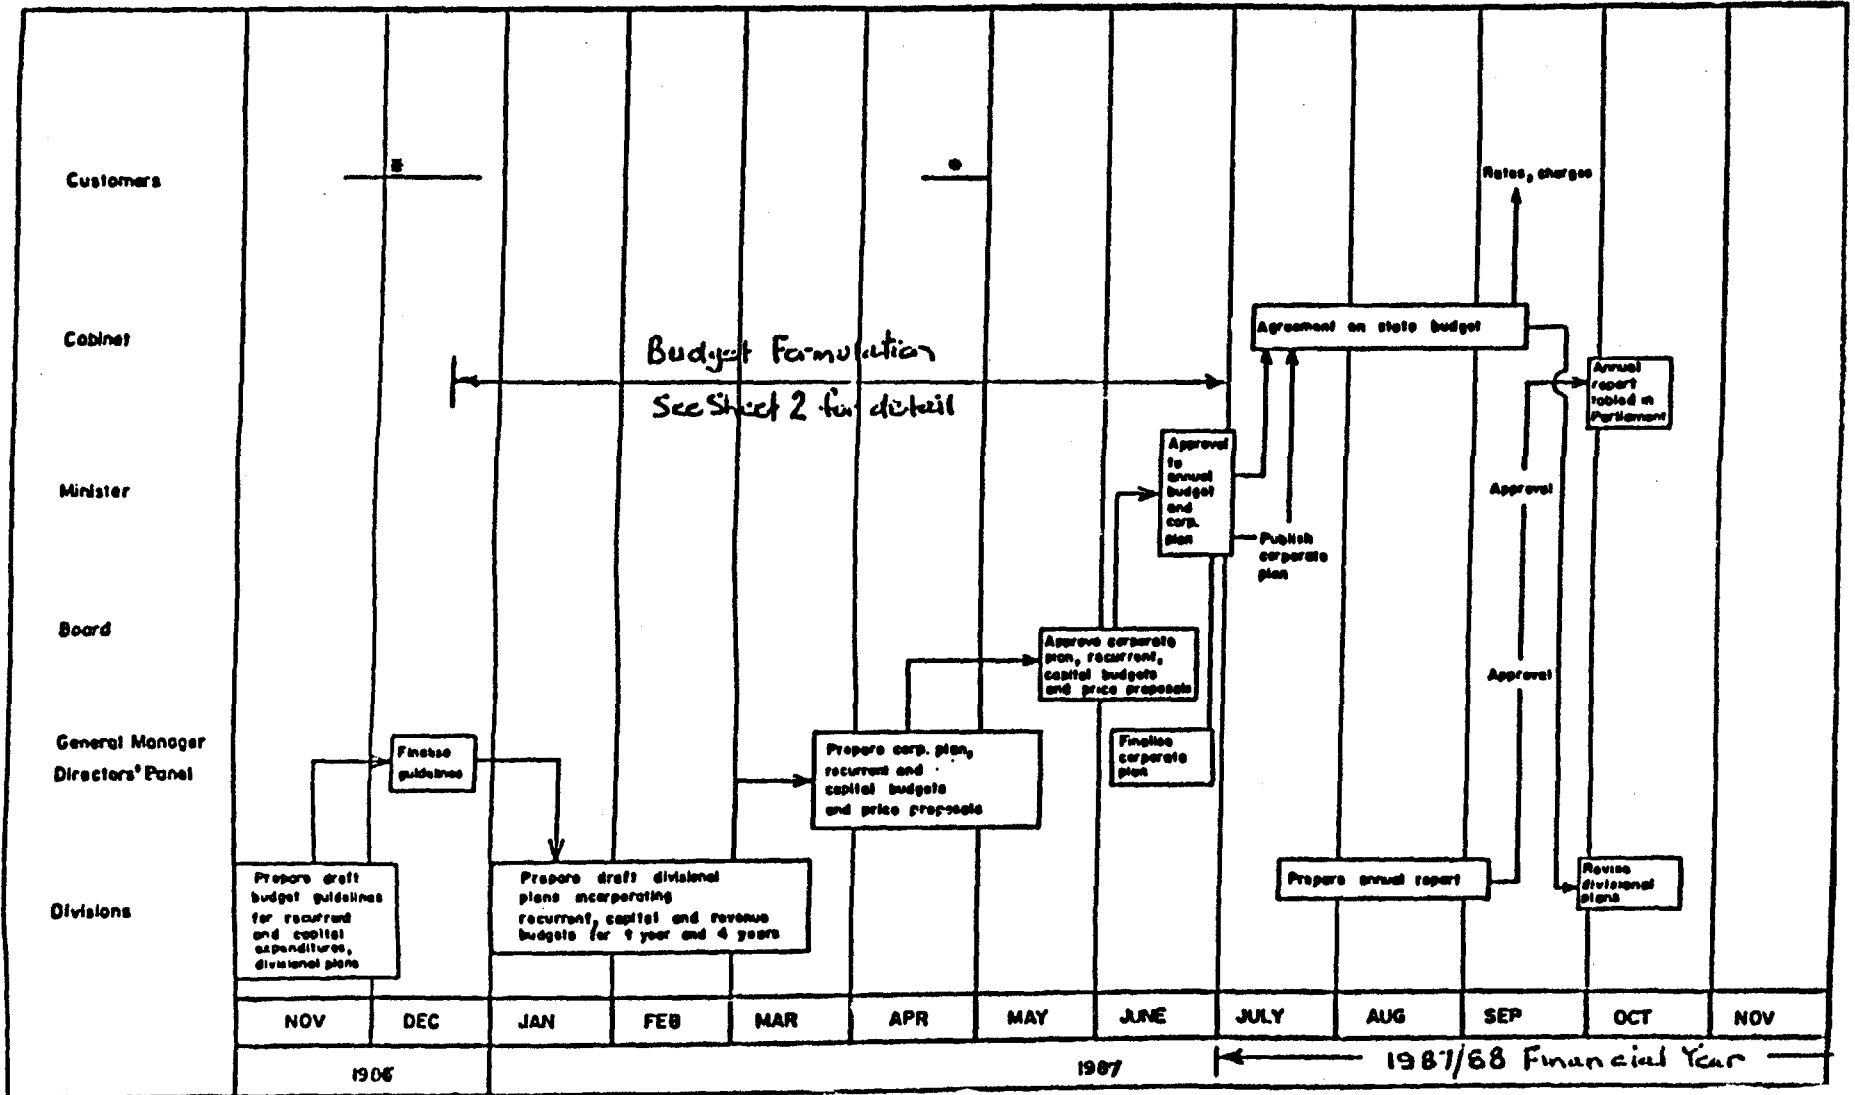 Customers
Rates, charges
Cabinet
Agreement on state budget
Budget Formulation
See Sheet 2 for detail
Annual
report
tabled in
Parliament
Minister
Approval
to
annual
budget
and
corp.
plan
Approval
Publish
corporate
plan
Board
Approve corporate
plan, recurrent,
capital budgets
and price proposals
Approval
General Manager
Directors' Panel
Finalise
guidelines
Prepare corp. plan,
recurrent and
capital budgets
and price proposals
Finalise
corporate
plan
Divisions
Prepare draft
budget guidelines
for recurrent
and capital
expenditures,
divisional plans
Prepare draft divisional
plans incorporating
recurrent, capital and revenue
budgets for 1 year and 4 years
Prepare annual report
Revise
divisional
plans
NOV DEC JAN FEB MAR APR MAY JUNE JULY AUG SEP OCT NOV
1986 1987 1987/88 Financial Year